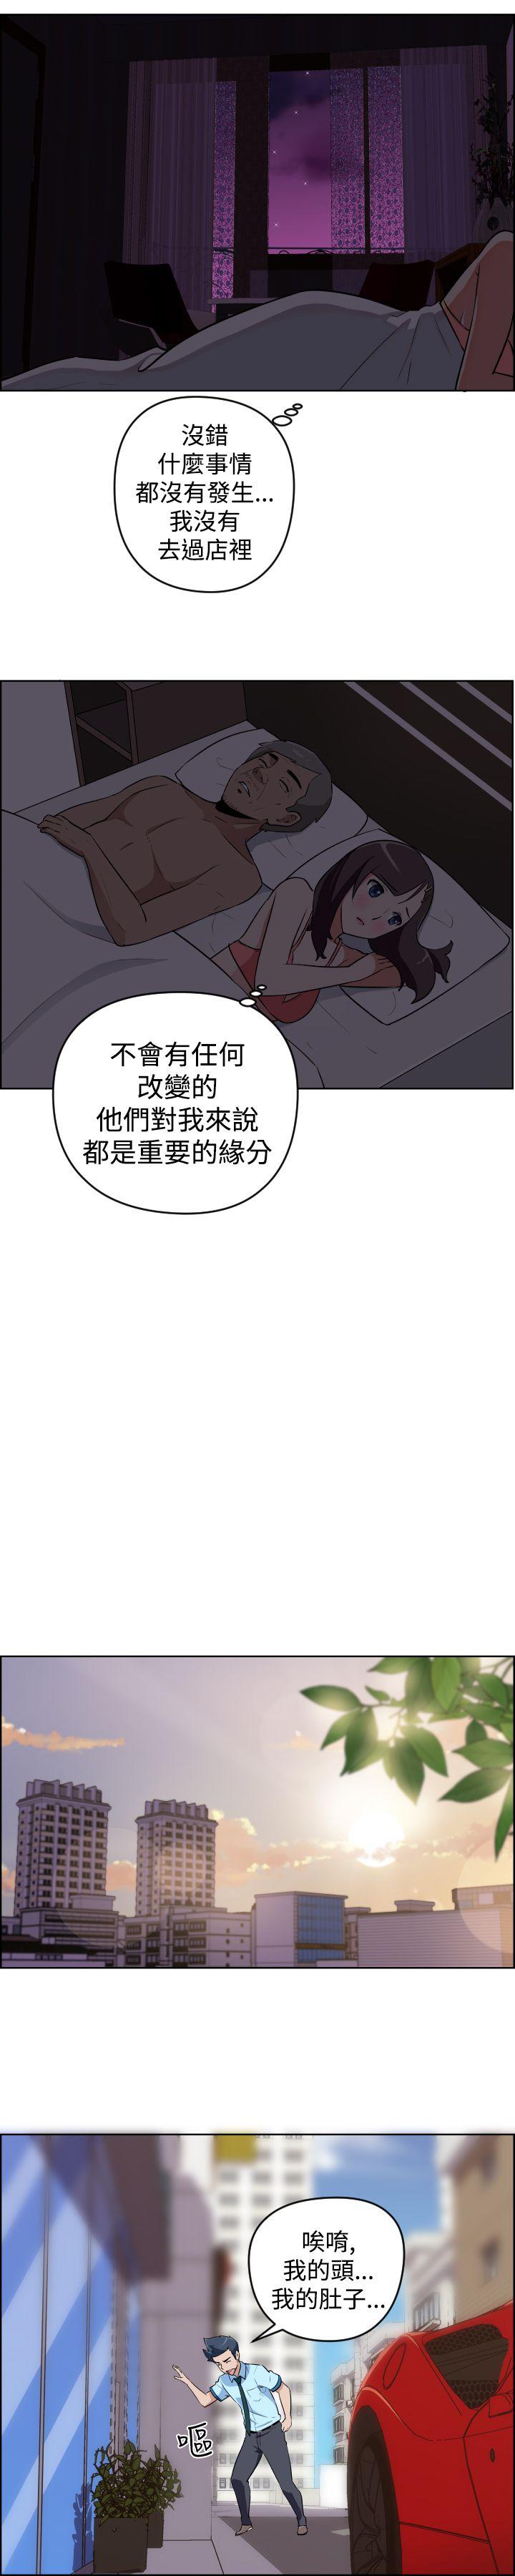 沒錯
什麼事情
都沒有發生...
我沒有
去過店裡
不會有任何
改變的
他們對我來說
都是重要的緣分
唉唷,
我的頭...
我的肚子...
嘔